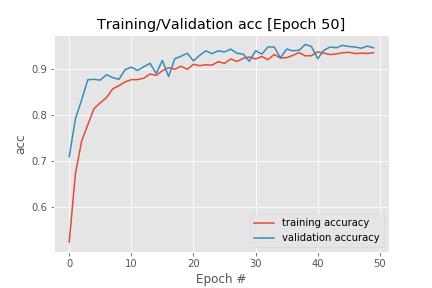 Training/Validation acc [Epoch 50]
acc
0.9
0.8
0.7
0.6
training accuracy
validation accuracy
0 10 20 30 40 50
Epoch #